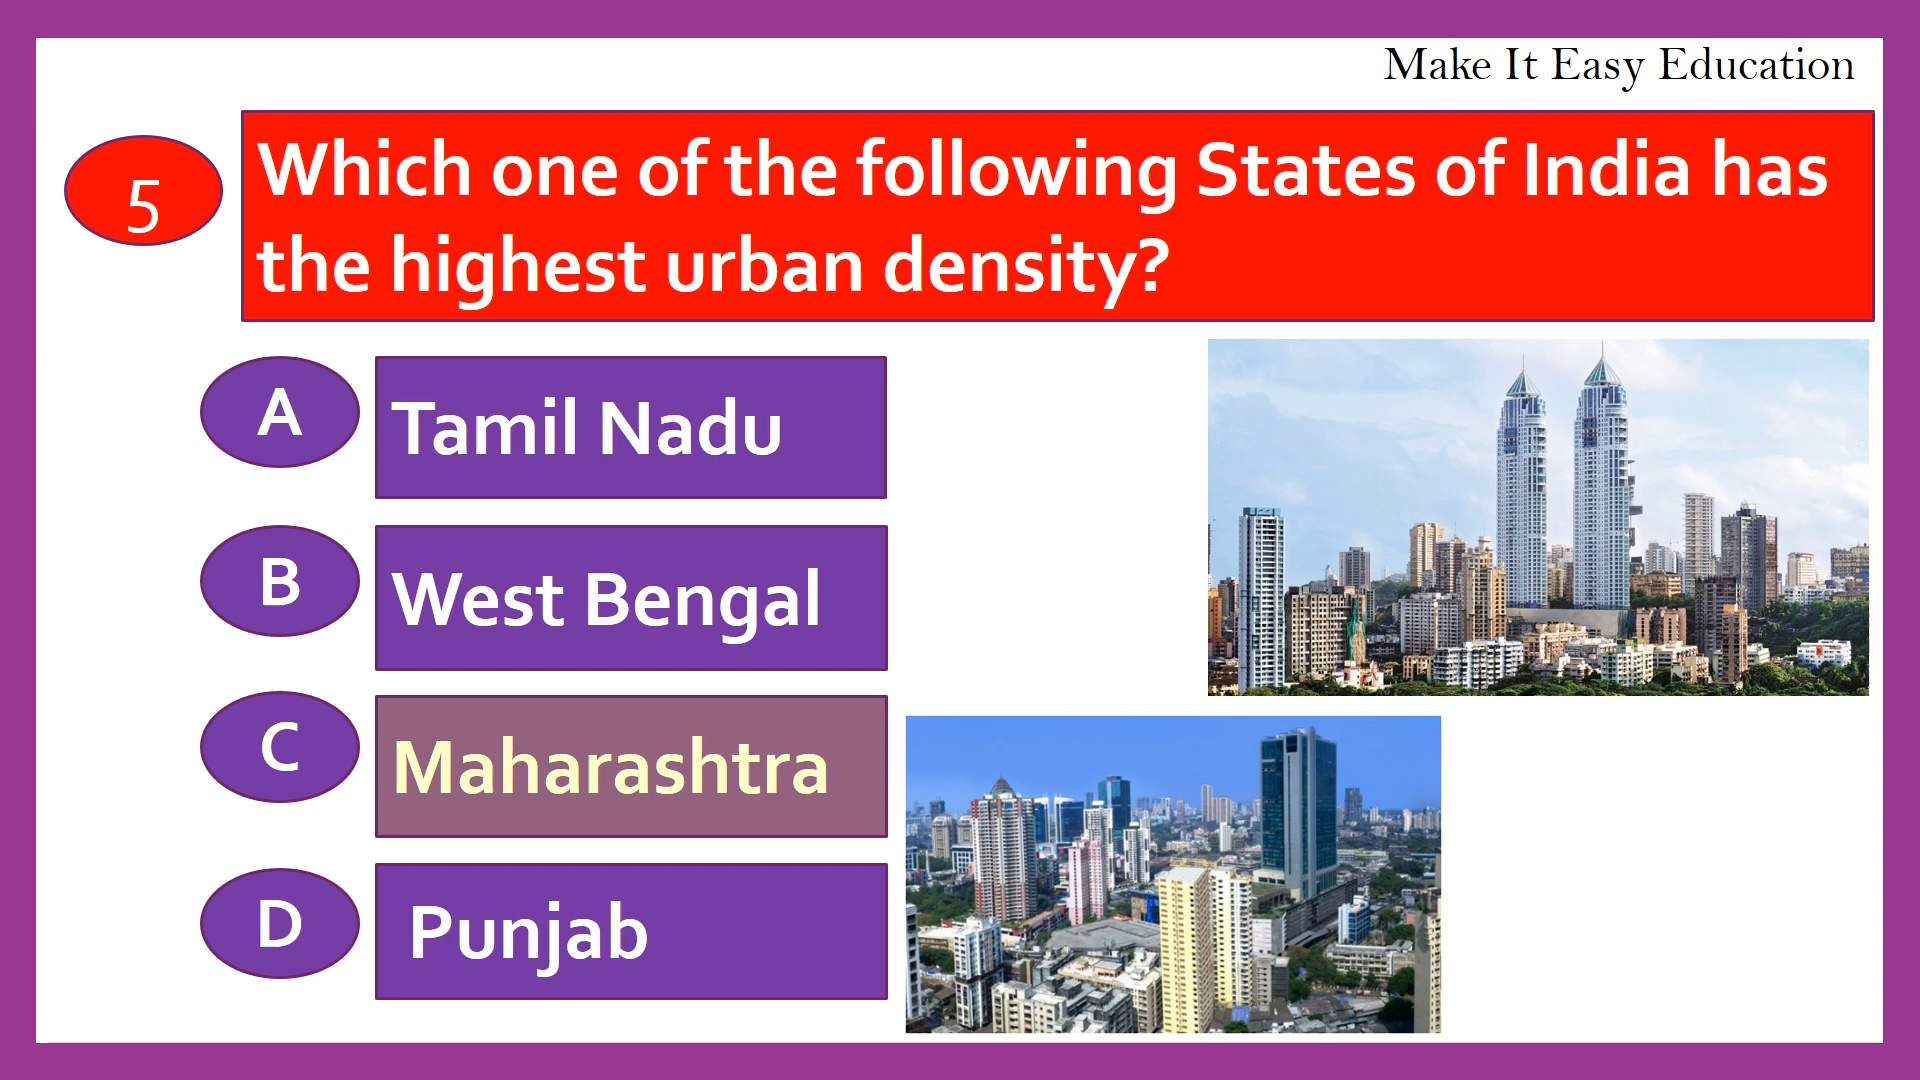 Make It Easy Education
5
Which one of the following States of India has
the highest urban density?
A
Tamil Nadu
B
West Bengal
C
Maharashtra
D
Punjab